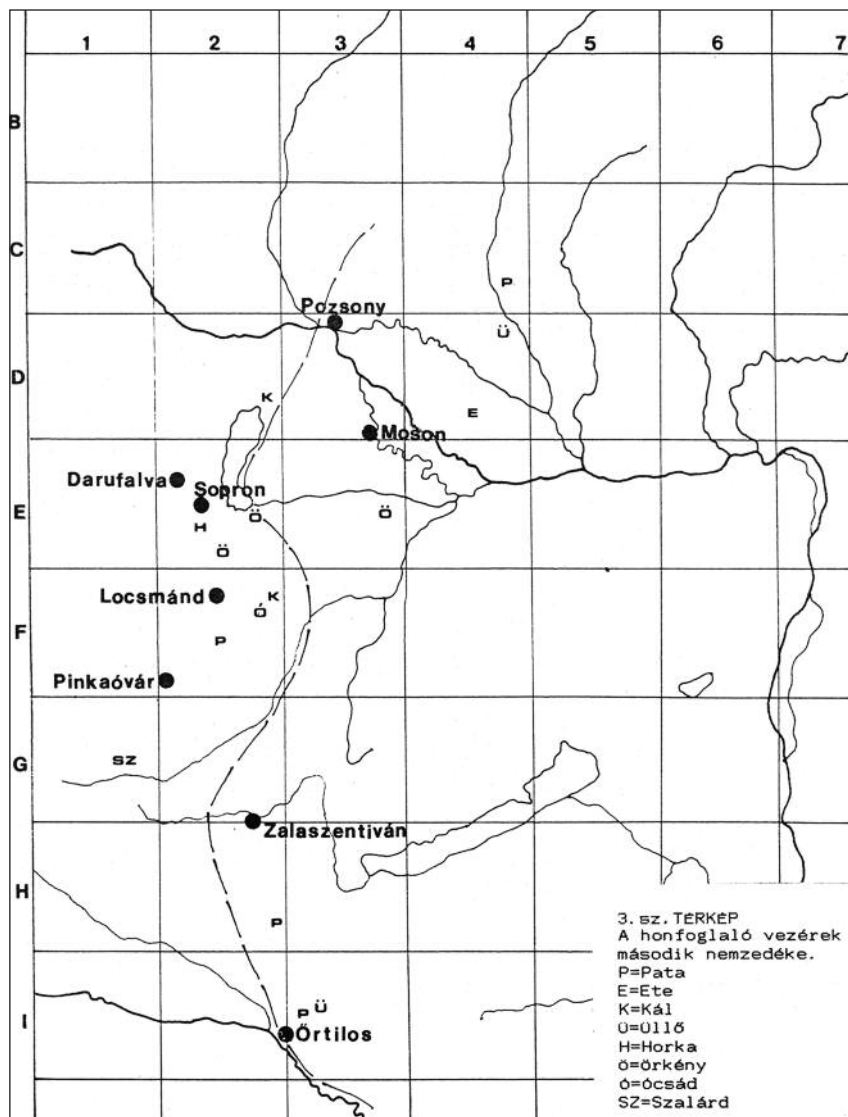 1 2 3 4 5 6 7
B
C
P
Pozsony
Ü
D
K
E
Moson
Darufalva
Sopron
E
Ö
Ö
H
Ö
Locsmánd
K
Ó
F
P
Pinkaóvár
G
SZ
Zalaszentiván
H
P
I
P Ü
Őrtilos
3. sz. TÉRKÉP
A honfoglaló vezérek
második nemzedéke.
P=Pata
E=Ete
K=Kál
Ü=Üllő
H=Horka
Ö=Örkény
Ó=Ócsád
SZ=Szalárd